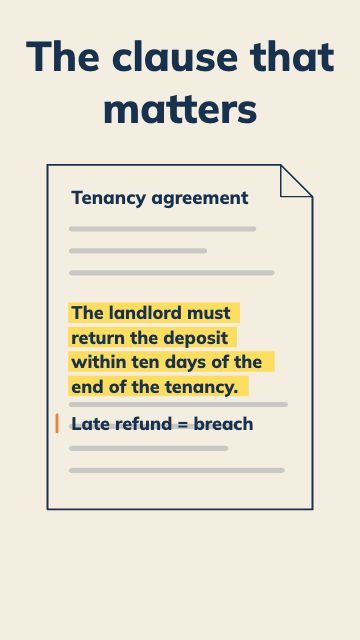 The clause that
matters
Tenancy agreement
The landlord must
return the deposit
within ten days of the
end of the tenancy.
Late refund = breach